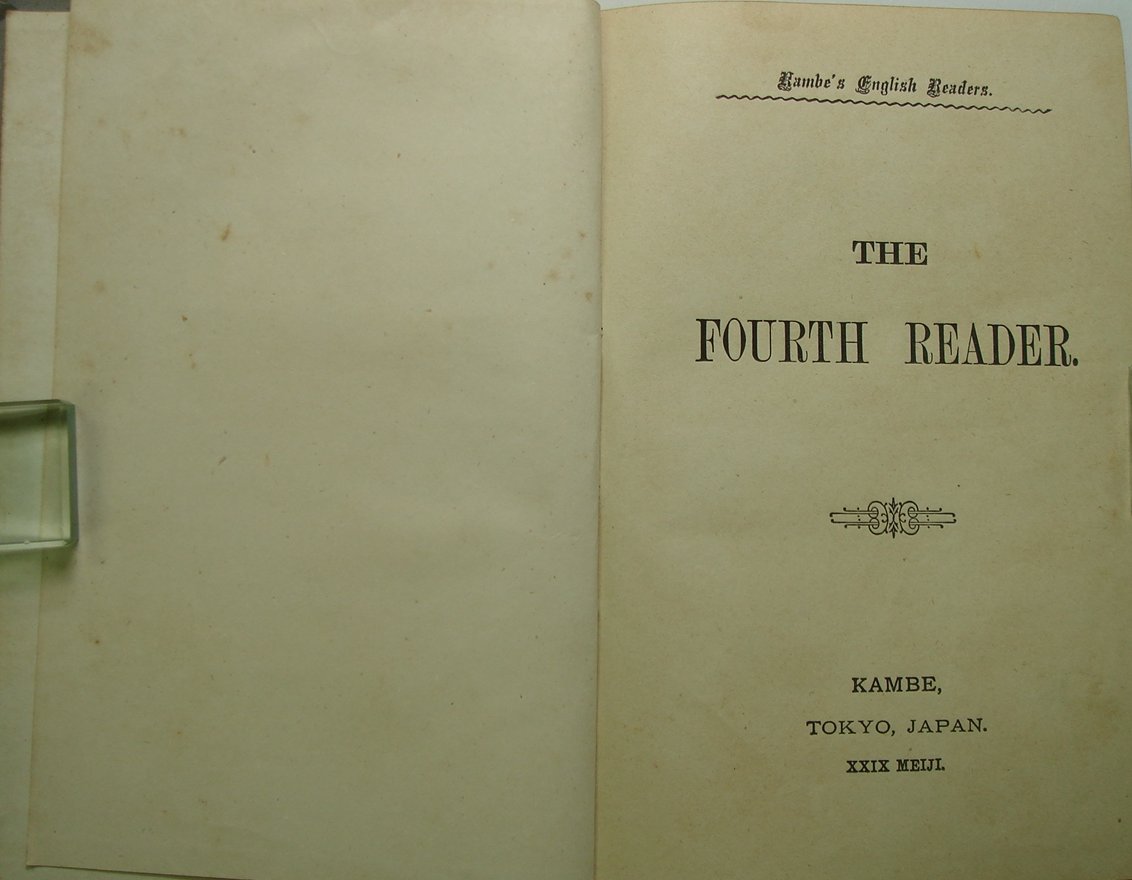 Kambe's English Readers.
THE
FOURTH READER.
KAMBE,
TOKYO, JAPAN.
XXIX MEIJI.